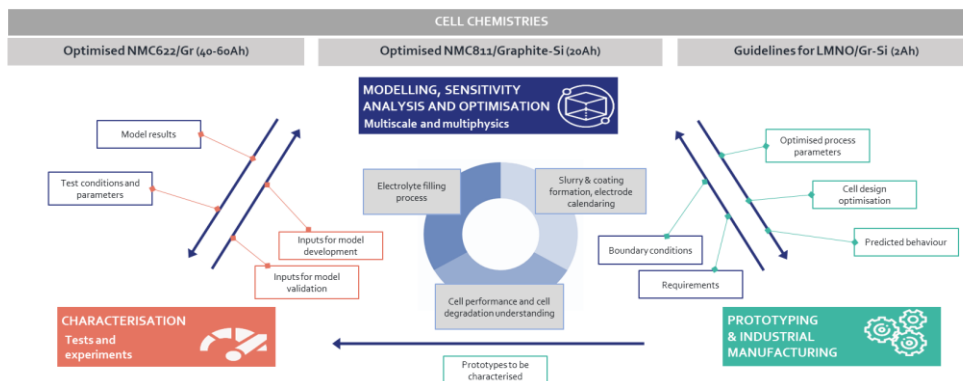 CELL CHEMISTRIES
Optimised NMC622/Gr (40-60Ah)
Optimised NMC811/Graphite-Si (20Ah)
Guidelines for LMNO/Gr-Si (2Ah)
MODELLING, SENSITIVITY
ANALYSIS AND OPTIMISATION
Multiscale and multiphysics
Model results
Test conditions and
parameters
Inputs for model
development
Inputs for model
validation
Electrolyte filling
process
Slurry & coating
formation, electrode
calendaring
Cell performance and cell
degradation understanding
Optimised process
parameters
Cell design
optimisation
Predicted behaviour
Boundary conditions
Requirements
CHARACTERISATION
Tests and
experiments
Prototypes to be
characterised
PROTOTYPING
& INDUSTRIAL
MANUFACTURING